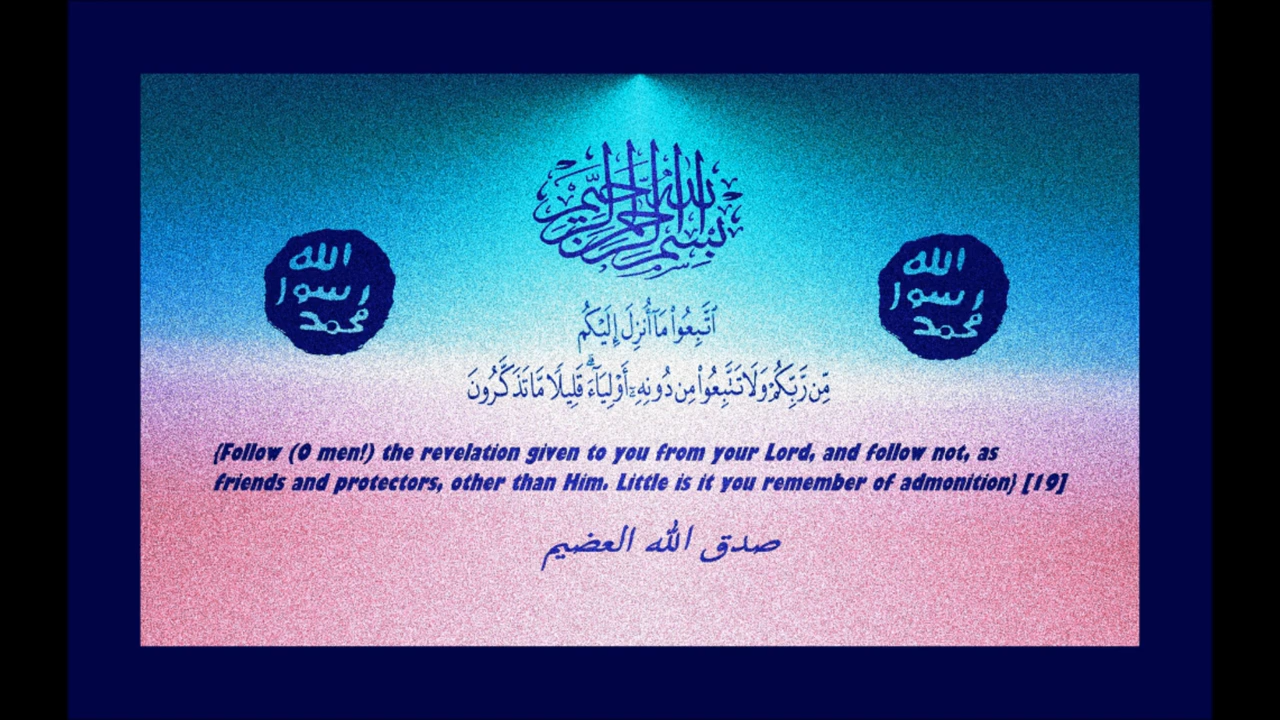 بسم الله الرحمن الرحيم
الله
رسول
محمد
الله
رسول
محمد
ٱتَّبِعُوا۟ مَآ أُنزِلَ إِلَيْكُم
مِّن رَّبِّكُمْ وَلَا تَتَّبِعُوا۟ مِن دُونِهِۦٓ أَوْلِيَآءَ ۗ قَلِيلًا مَّا تَذَكَّرُونَ
{Follow (O men!) the revelation given to you from your Lord, and follow not, as
friends and protectors, other than Him. Little is it you remember of admonition} [19]
صدق الله العضيم